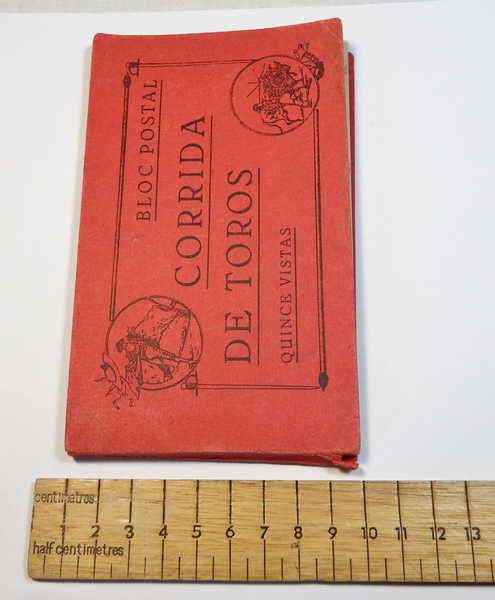 BLOC POSTAL
CORRIDA
DE TOROS
QUINCE VISTAS
centimetres
1 2 3 4 5 6 7 8 9 10 11 12 13
half centimetres